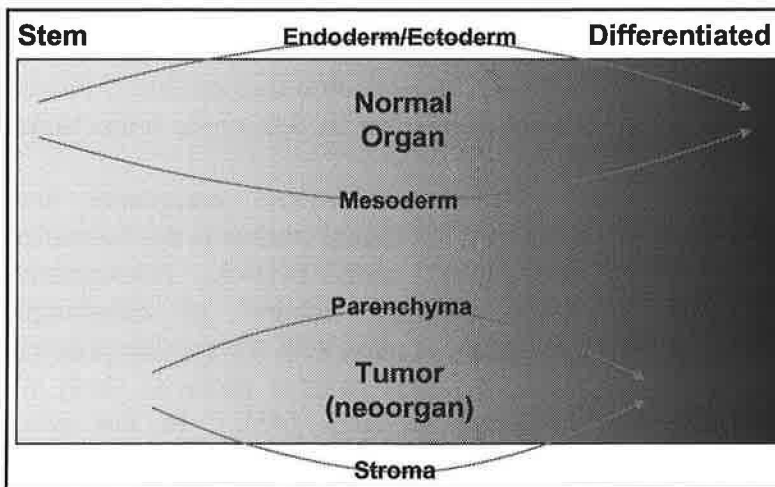 Stem Endoderm/Ectoderm Differentiated
Normal
Organ
Mesoderm
Parenchyma
Tumor
(neoorgan)
Stroma